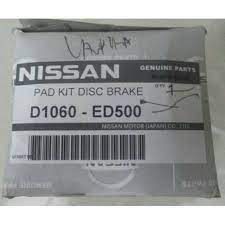 NISSAN
GENUINE PARTS
PAD KIT DISC BRAKE
D1060 - ED500
NISSAN MOTOR (JAPAN) CO., LTD.